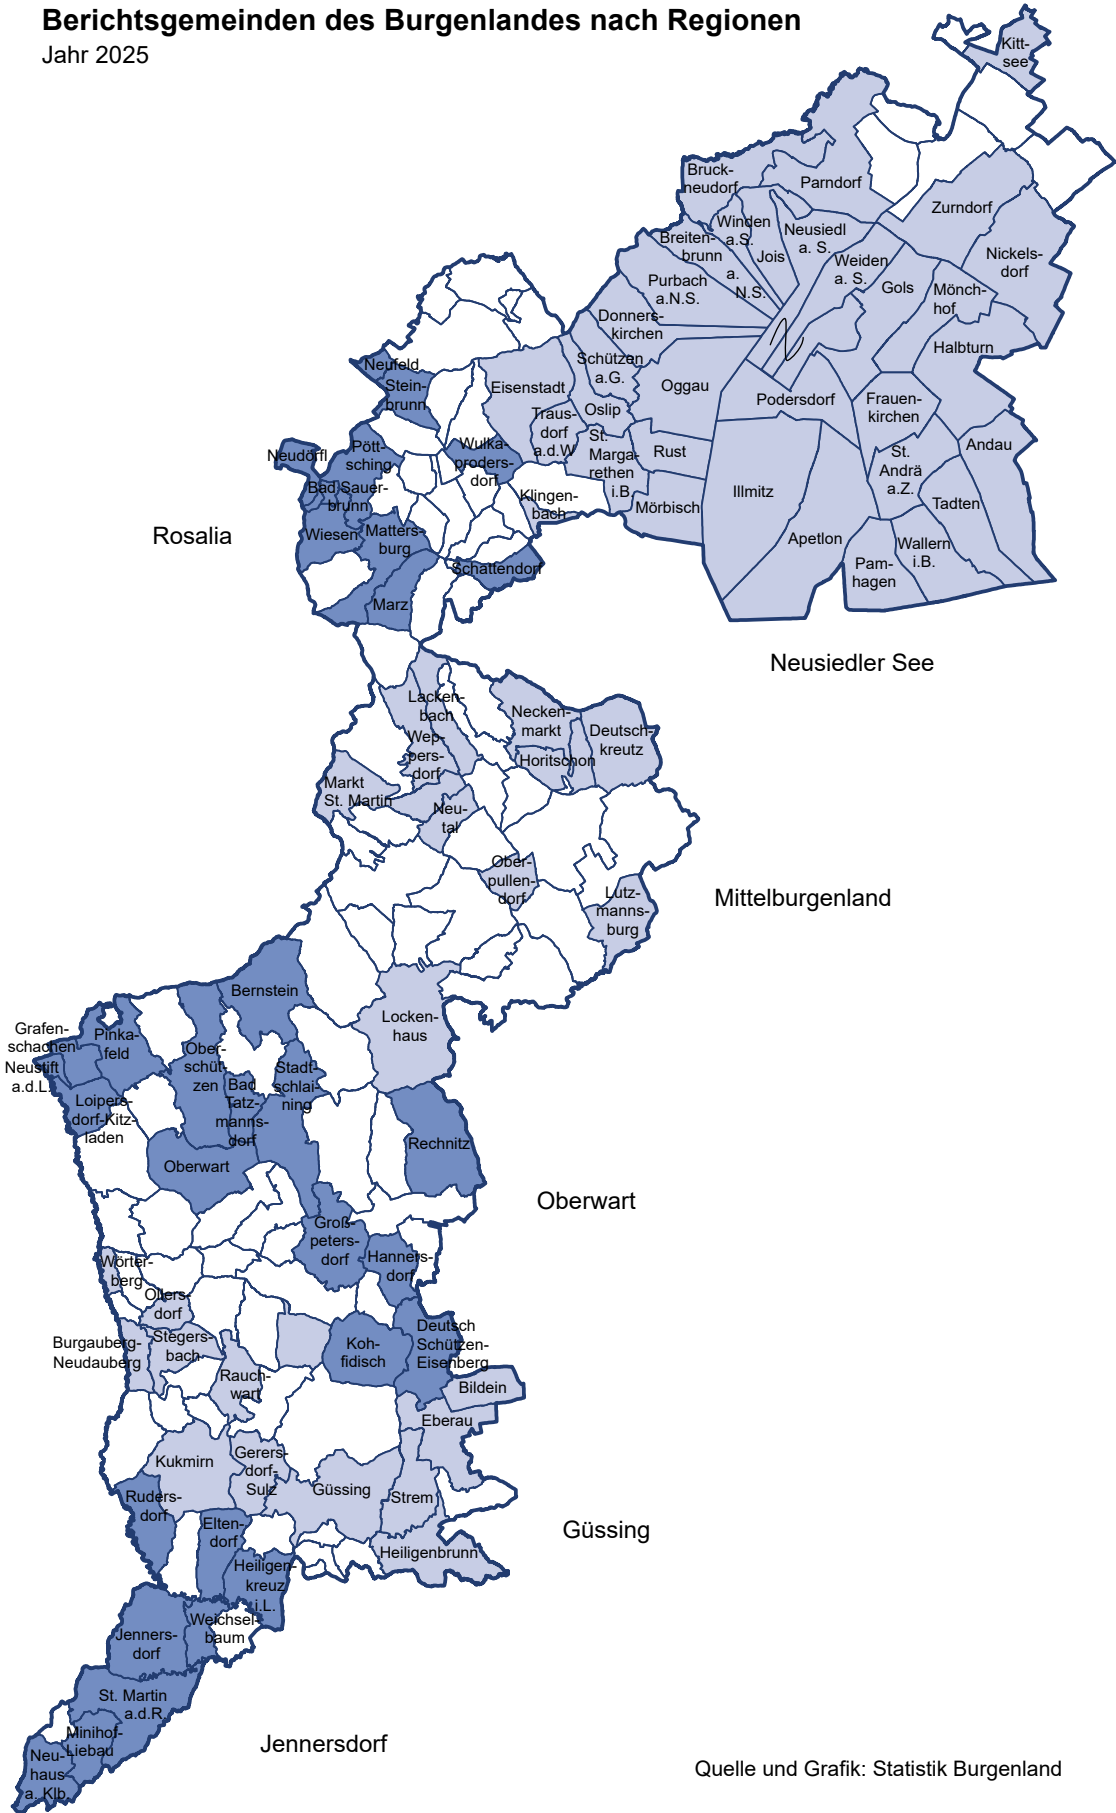 Berichtsgemeinden des Burgenlandes nach Regionen
Jahr 2025
Kitt-
see
Bruck-
neudorf
Parndorf
Zurndorf
Winden
a.S.
Neusiedl
a. S.
Breiten-
brunn
a.
N.S.
Jois
Weiden
a. S.
Nickels-
dorf
Purbach
a.N.S.
Gols
Mönch-
hof
Donners-
kirchen
Halbturn
Schützen
a.G.
Neufeld
Stein-
brunn
Eisenstadt
Oggau
Podersdorf
Frauen-
kirchen
Oslip
Traus-
dorf
a.d.W
St.
Marga-
rethen
i.B.
Rust
Andau
St.
Andrä
a.Z.
Neudörfl
Pött-
sching
Wulka-
proders-
dorf
Bad Sauer-
brunn
Klingen-
bach
Mörbisch
Illmitz
Tadten
Rosalia
Wiesen
Matters-
burg
Apetlon
Wallern
i.B.
Schattendorf
Pam-
hagen
Marz
Neusiedler See
Lacken-
bach
Necken-
markt
Deutsch-
kreutz
Wep-
pers-
dorf
Horitschon
Markt
St. Martin
Neu-
tal
Ober-
pullen-
dorf
Lutz-
manns-
burg
Mittelburgenland
Bernstein
Locken-
haus
Grafen-
schachen
Pinka-
feld
Neustift
a.d.L.
Ober-
schüt-
zen
Stadt-
schlai-
ning
Bad
Tatz-
manns-
dorf
Loipers-
dorf-Kitz-
laden
Rechnitz
Oberwart
Oberwart
Groß-
peters-
dorf
Hanners-
dorf
Wörter-
berg
Ollers-
dorf
Burgauberg-
Neudauberg
Stegers-
bach
Koh-
fidisch
Deutsch
Schützen-
Eisenberg
Rauch-
wart
Bildein
Eberau
Kukmirn
Gerers-
dorf-
Sulz
Güssing
Strem
Ruders-
dorf
Elten-
dorf
Güssing
Heiligenbrunn
Heiligen-
kreuz
i.L.
Weichsel-
baum
Jenners-
dorf
St. Martin
a.d.R.
Minihof-
Liebau
Neu-
haus
a. Klb.
Jennersdorf
Quelle und Grafik: Statistik Burgenland